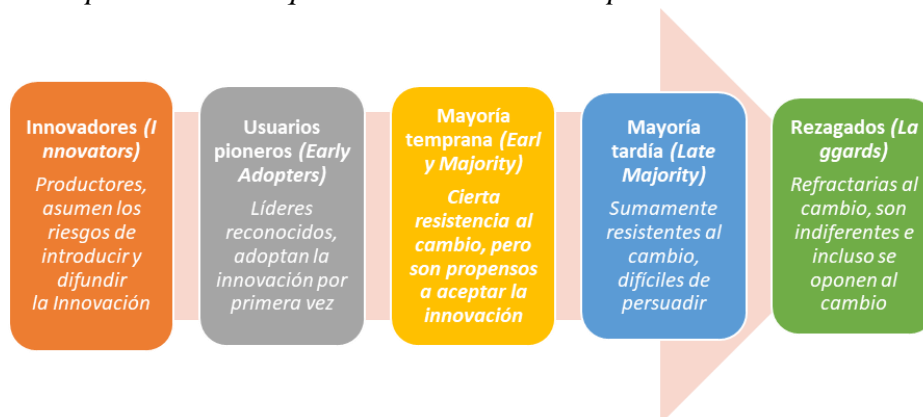 Innovadores (I
nnovators)
Productores,
asumen los
riesgos de
introducir y
difundir
la Innovación
Usuarios
pioneros (Early
Adopters)
Líderes
reconocidos,
adoptan la
innovación por
primera vez
Mayoría
temprana (Earl
y Majority)
Cierta
resistencia al
cambio, pero
son propensos
a aceptar la
innovación
Mayoría
tardía (Late
Majority)
Sumamente
resistentes al
cambio,
difíciles de
persuadir
Rezagados (La
ggards)
Refractarias al
cambio, son
indiferentes e
incluso se
oponen al
cambio